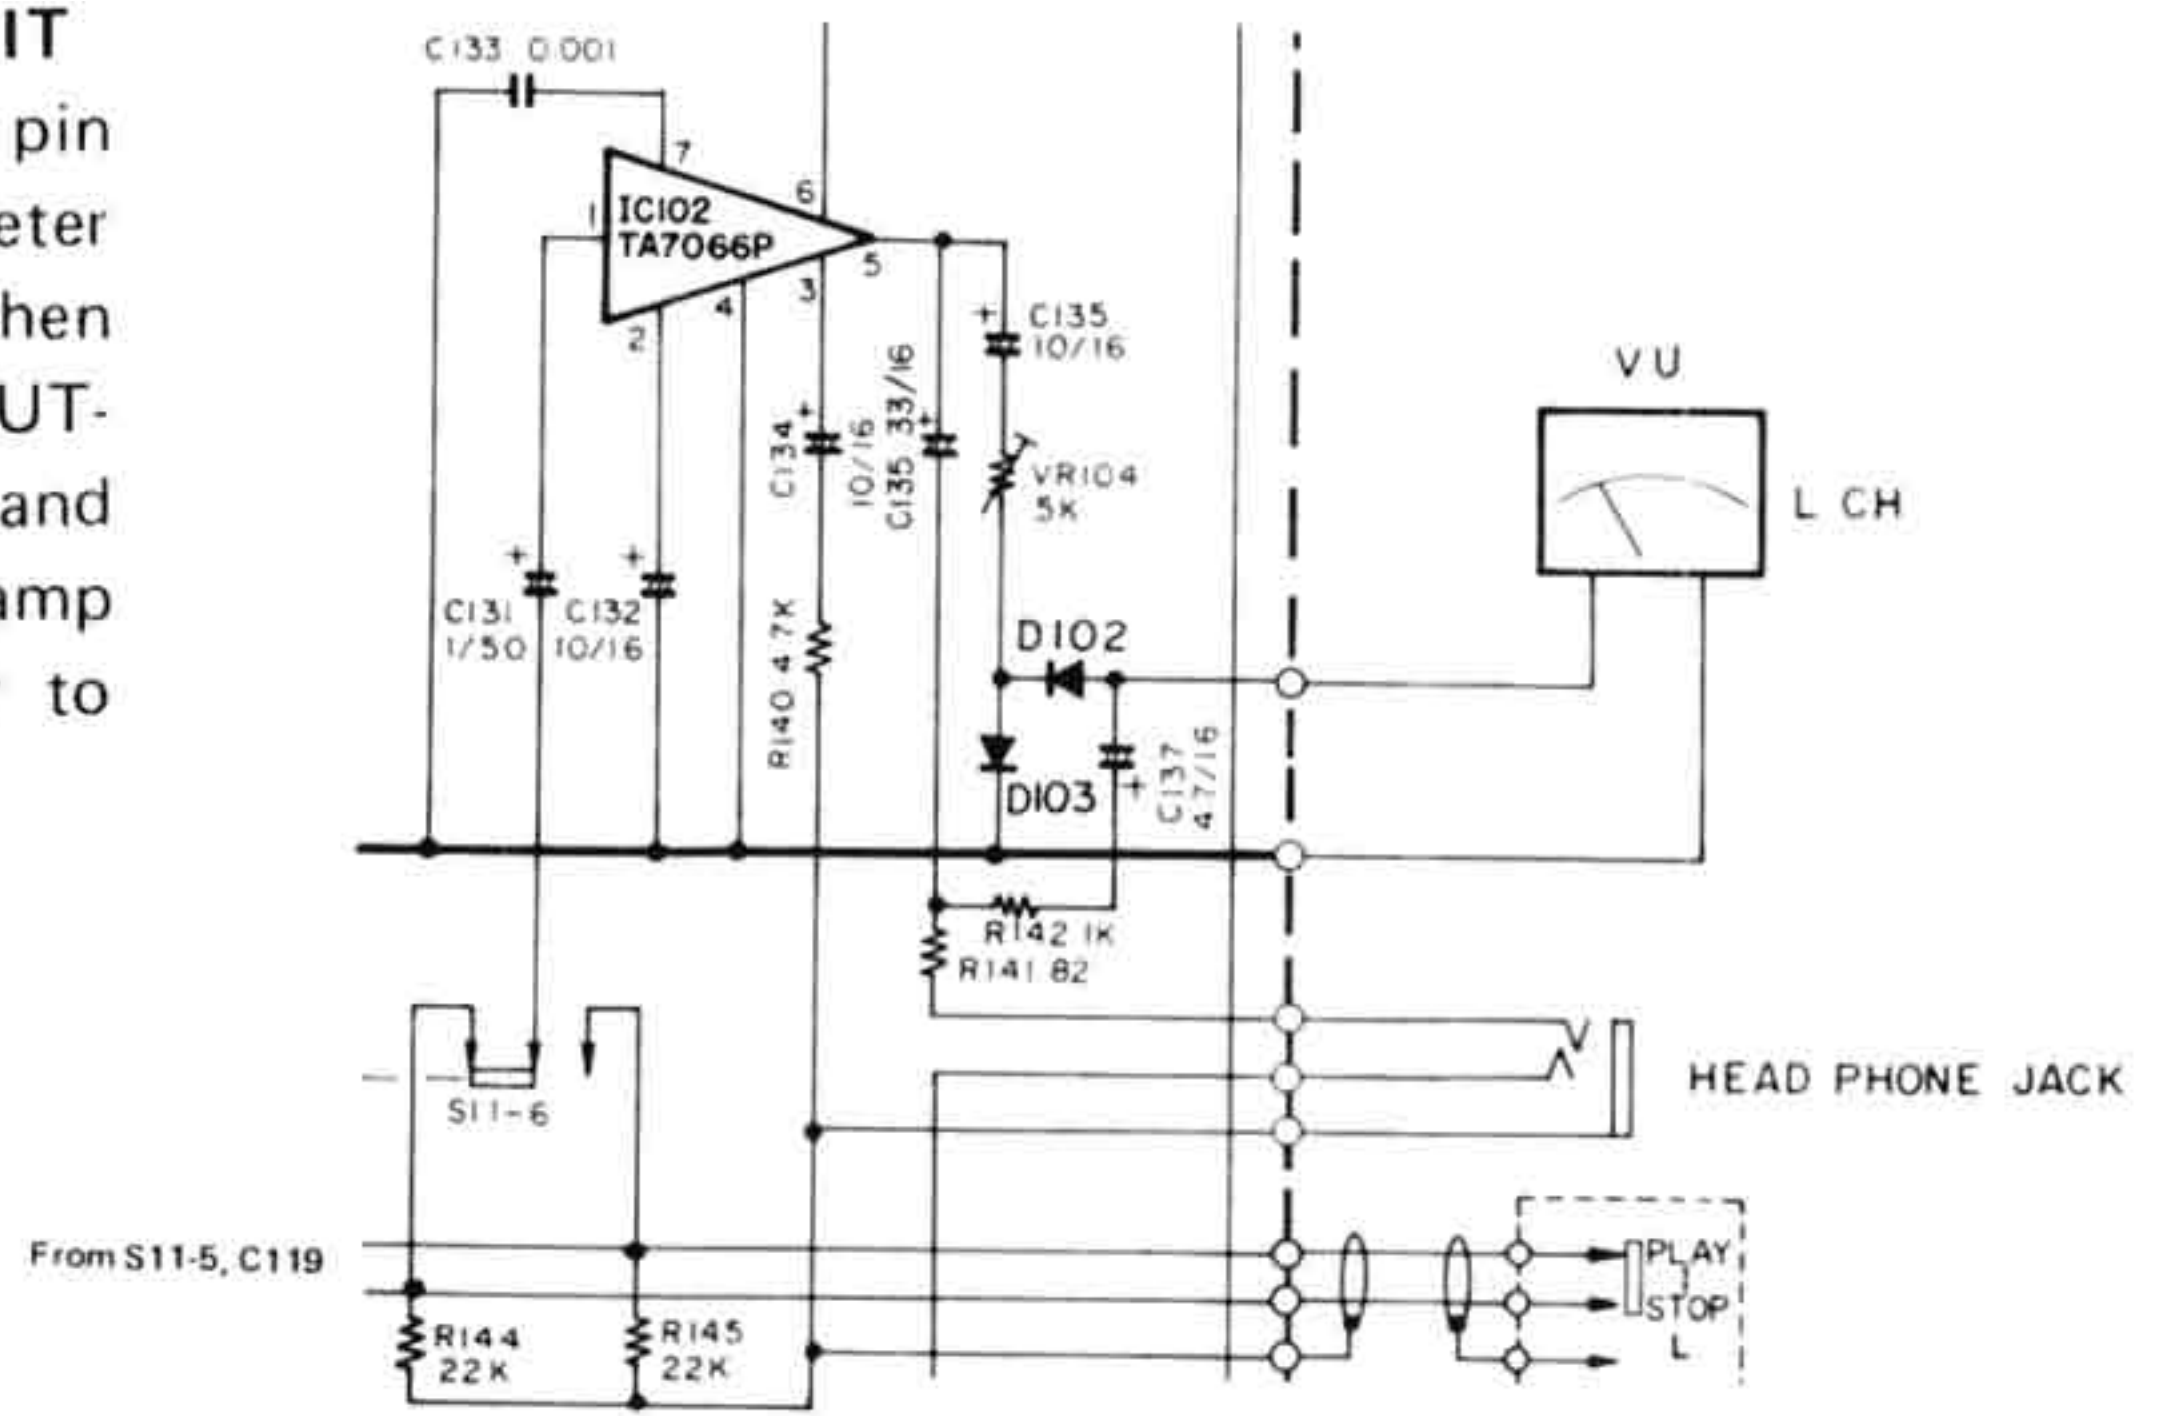 IT
pin
eter
hen
UT-
and
amp
to
C133 0.001
7
6
1
IC102
TA7066P
5
3
4
2
C135
10/16
C134
10/16
C135 33/16
VR104
5K
VU
L CH
C131
1/50
C132
10/16
R140 4.7K
D102
D103
C137
4.7/16
R142 1K
R141 82
S11-6
HEAD PHONE JACK
From S11-5, C119
PLAY
STOP
L
R144
22K
R145
22K